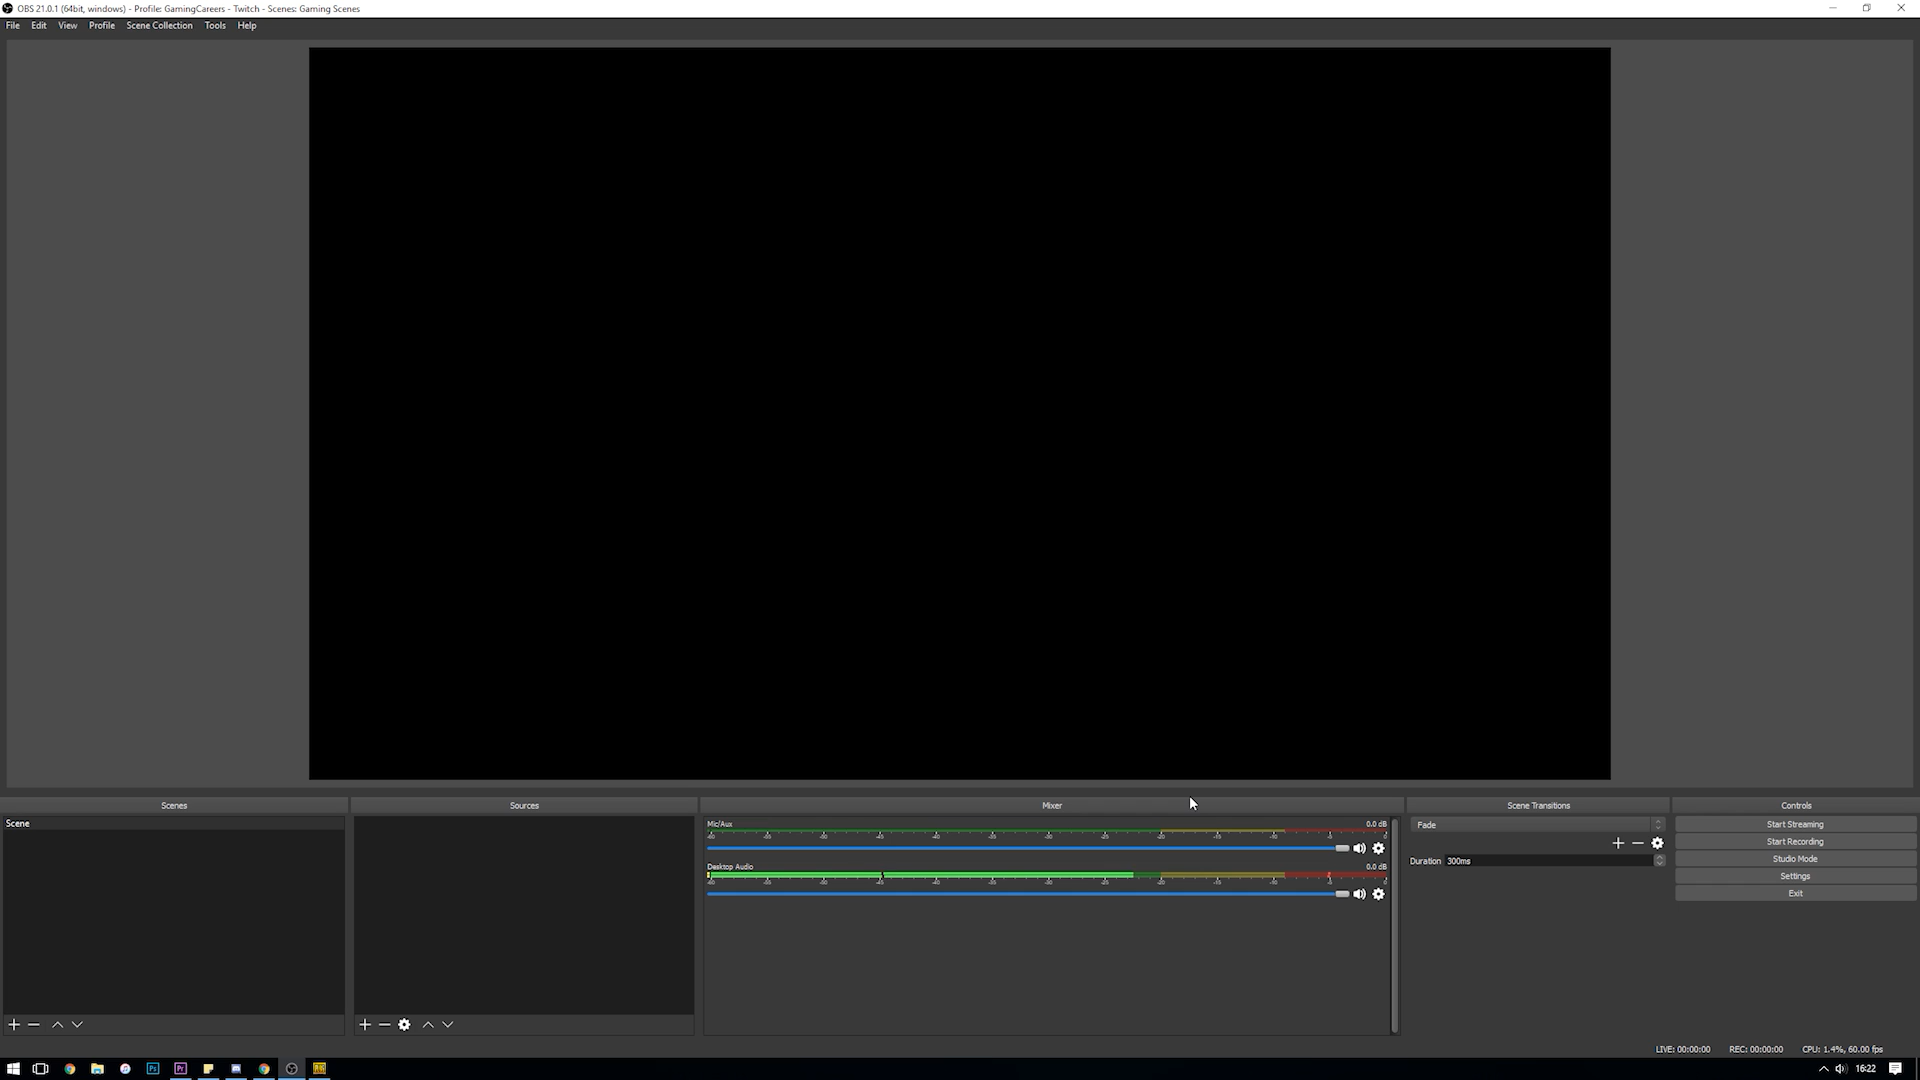 OBS 21.0.1 (64bit, windows) - Profile: GamingCareers - Twitch - Scenes: Gaming Scenes
File Edit View Profile Scene Collection Tools Help
Scenes Sources Mixer Scene Transitions Controls
Scene
Mic/Aux 0.0 dB
Desktop Audio 0.0 dB
Fade
Duration 300ms
Start Streaming
Start Recording
Studio Mode
Settings
Exit
LIVE: 00:00:00 REC: 00:00:00 CPU: 1.4%, 60.00 fps
Ps Pr 16:22